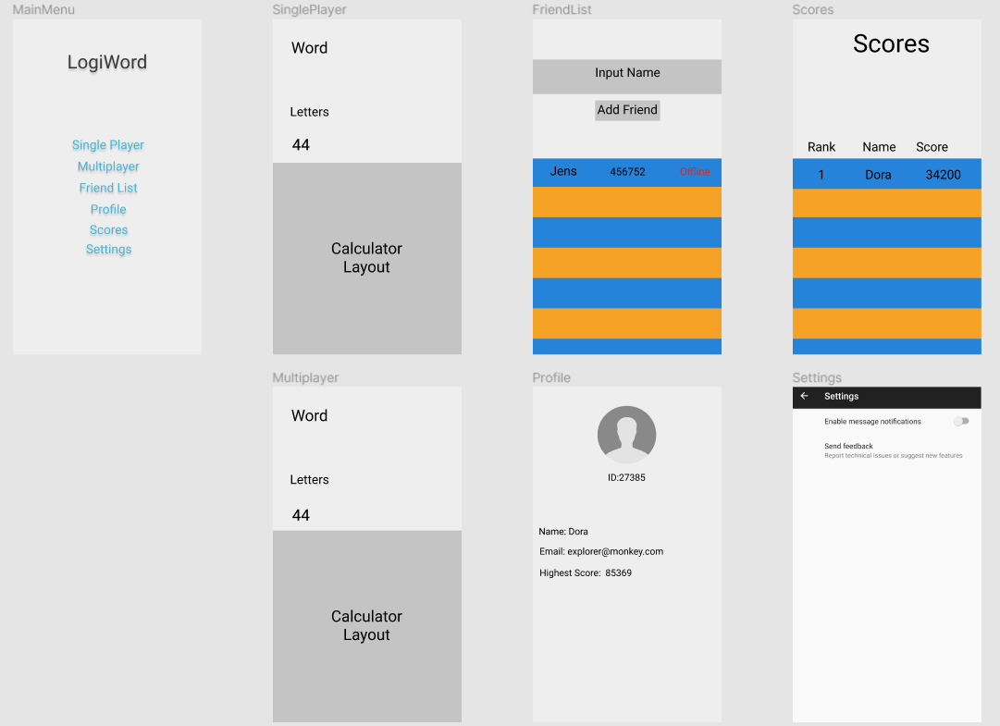 MainMenu
LogiWord
Single Player
Multiplayer
Friend List
Profile
Scores
Settings
SinglePlayer
Word
Letters
44
Calculator
Layout
FriendList
Input Name
Add Friend
Jens 456752 Offline
Scores
Scores
Rank Name Score
1 Dora 34200
Multiplayer
Word
Letters
44
Calculator
Layout
Profile
ID:27385
Name: Dora
Email: explorer@monkey.com
Highest Score: 85369
Settings
Settings
Enable message notifications
Send feedback
Report technical issues or suggest new features